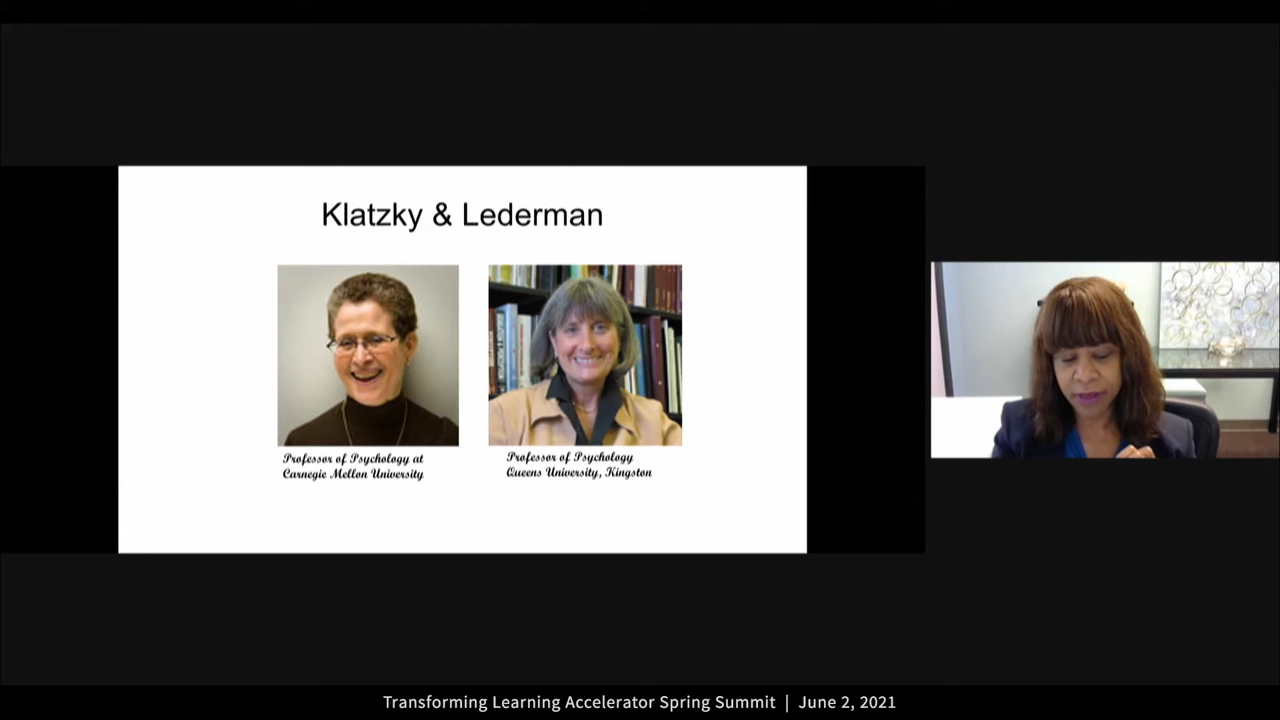 Klatzky & Lederman
Professor of Psychology at
Carnegie Mellon University
Professor of Psychology
Queens University, Kingston
Transforming Learning Accelerator Spring Summit | June 2, 2021